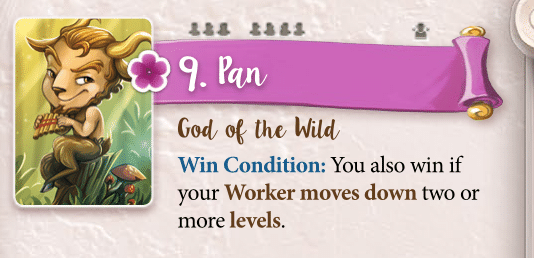 9. Pan
God of the Wild
Win Condition: You also win if
your Worker moves down two or
more levels.